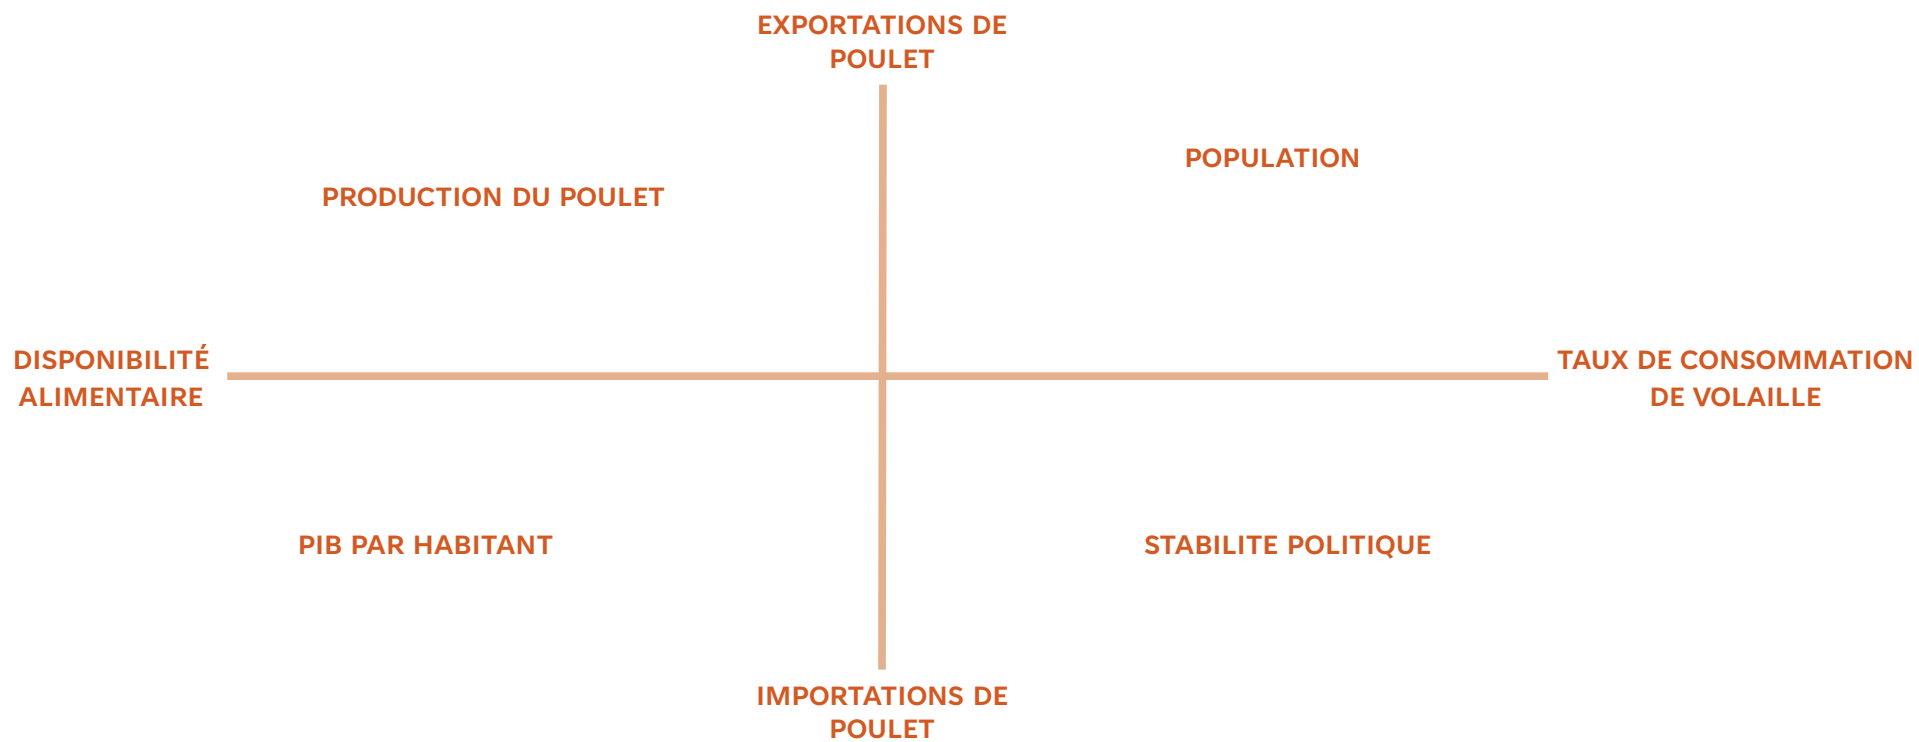 EXPORTATIONS DE
POULET
POPULATION
PRODUCTION DU POULET
DISPONIBILITÉ
ALIMENTAIRE
TAUX DE CONSOMMATION
DE VOLAILLE
PIB PAR HABITANT
STABILITE POLITIQUE
IMPORTATIONS DE
POULET